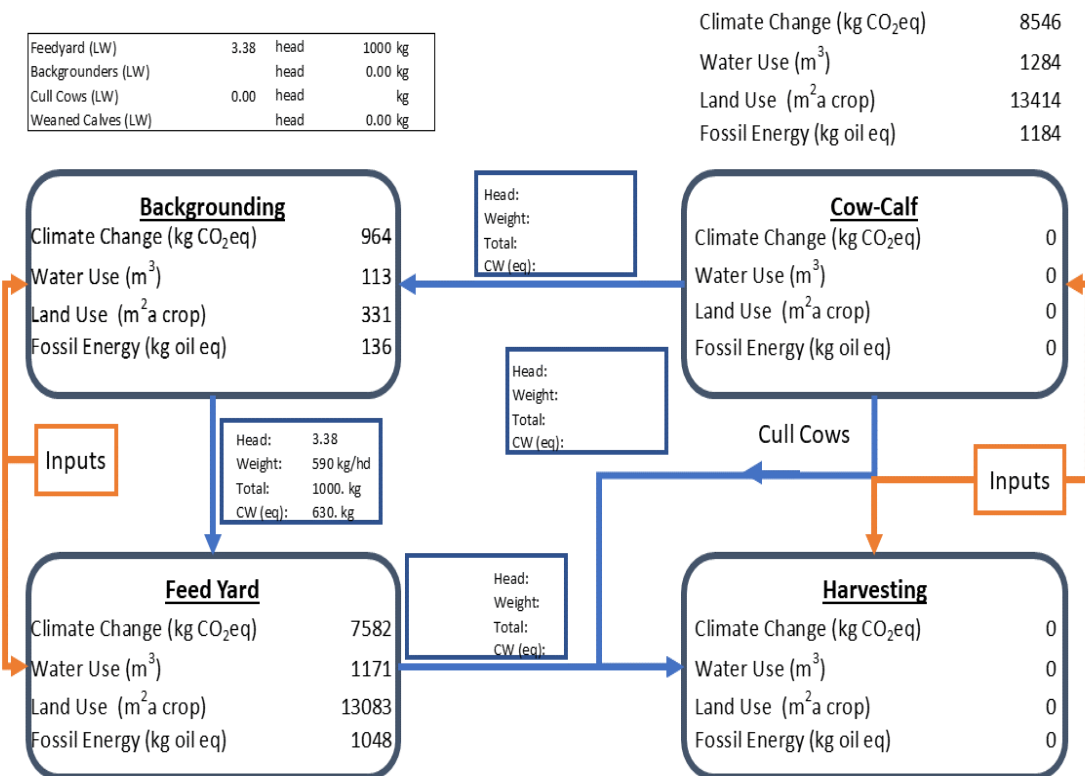 Climate Change (kg CO₂eq) 8546
Water Use (m³) 1284
Land Use (m²a crop) 13414
Fossil Energy (kg oil eq) 1184
Feedyard (LW) 3.38 head 1000 kg
Backgrounders (LW) head 0.00 kg
Cull Cows (LW) 0.00 head kg
Weaned Calves (LW) head 0.00 kg
Backgrounding
Climate Change (kg CO₂eq) 964
Water Use (m³) 113
Land Use (m²a crop) 331
Fossil Energy (kg oil eq) 136
Head:
Weight:
Total:
CW (eq):
Cow-Calf
Climate Change (kg CO₂eq) 0
Water Use (m³) 0
Land Use (m²a crop) 0
Fossil Energy (kg oil eq) 0
Head:
Weight:
Total:
CW (eq):
Cull Cows
Inputs
Head: 3.38
Weight: 590 kg/hd
Total: 1000. kg
CW (eq): 630. kg
Inputs
Feed Yard
Climate Change (kg CO₂eq) 7582
Water Use (m³) 1171
Land Use (m²a crop) 13083
Fossil Energy (kg oil eq) 1048
Head:
Weight:
Total:
CW (eq):
Harvesting
Climate Change (kg CO₂eq) 0
Water Use (m³) 0
Land Use (m²a crop) 0
Fossil Energy (kg oil eq) 0